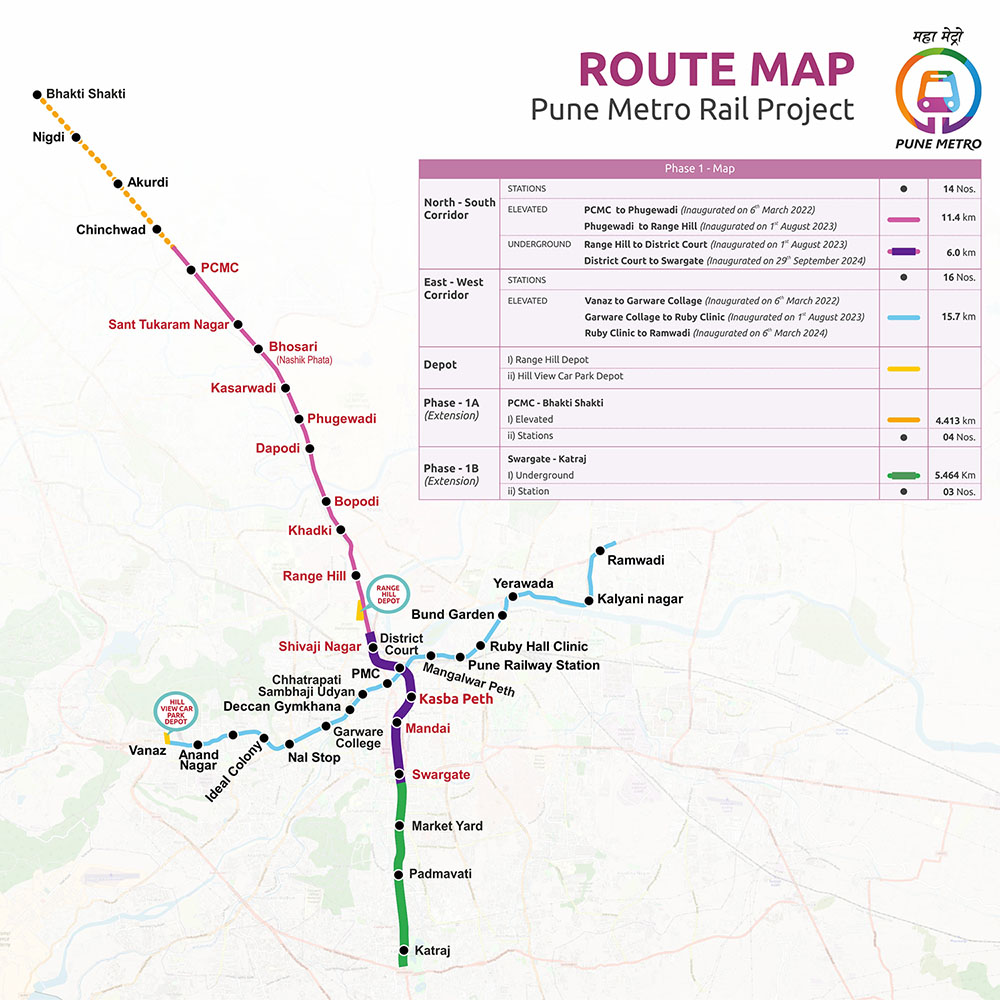 महा मेट्रो
PUNE METRO
ROUTE MAP
Pune Metro Rail Project
Phase 1 - Map
North - South
Corridor
STATIONS
14 Nos.
ELEVATED
PCMC to Phugewadi (Inaugurated on 6th March 2022)
Phugewadi to Range Hill (Inaugurated on 1st August 2023)
11.4 km
UNDERGROUND
Range Hill to District Court (Inaugurated on 1st August 2023)
District Court to Swargate (Inaugurated on 29th September 2024)
6.0 km
East - West
Corridor
STATIONS
16 Nos.
ELEVATED
Vanaz to Garware Collage (Inaugurated on 6th March 2022)
Garware Collage to Ruby Clinic (Inaugurated on 1st August 2023)
Ruby Clinic to Ramwadi (Inaugurated on 6th March 2024)
15.7 km
Depot
I) Range Hill Depot
ii) Hill View Car Park Depot
Phase - 1A
(Extension)
PCMC - Bhakti Shakti
I) Elevated
4.413 km
ii) Stations
04 Nos.
Phase - 1B
(Extension)
Swargate - Katraj
I) Underground
5.464 Km
ii) Station
03 Nos.
Bhakti Shakti
Nigdi
Akurdi
Chinchwad
PCMC
Sant Tukaram Nagar
Bhosari
(Nashik Phata)
Kasarwadi
Phugewadi
Dapodi
Bopodi
Khadki
Range Hill
RANGE
HILL
DEPOT
Shivaji Nagar
District
Court
Ramwadi
Kalyani nagar
Yerawada
Bund Garden
Ruby Hall Clinic
Pune Railway Station
Mangalwar Peth
PMC
Chhatrapati
Sambhaji Udyan
Deccan Gymkhana
Garware
College
Nal Stop
Ideal Colony
Anand
Nagar
Vanaz
HILL
VIEW CAR
PARK
DEPOT
Kasba Peth
Mandai
Swargate
Market Yard
Padmavati
Katraj